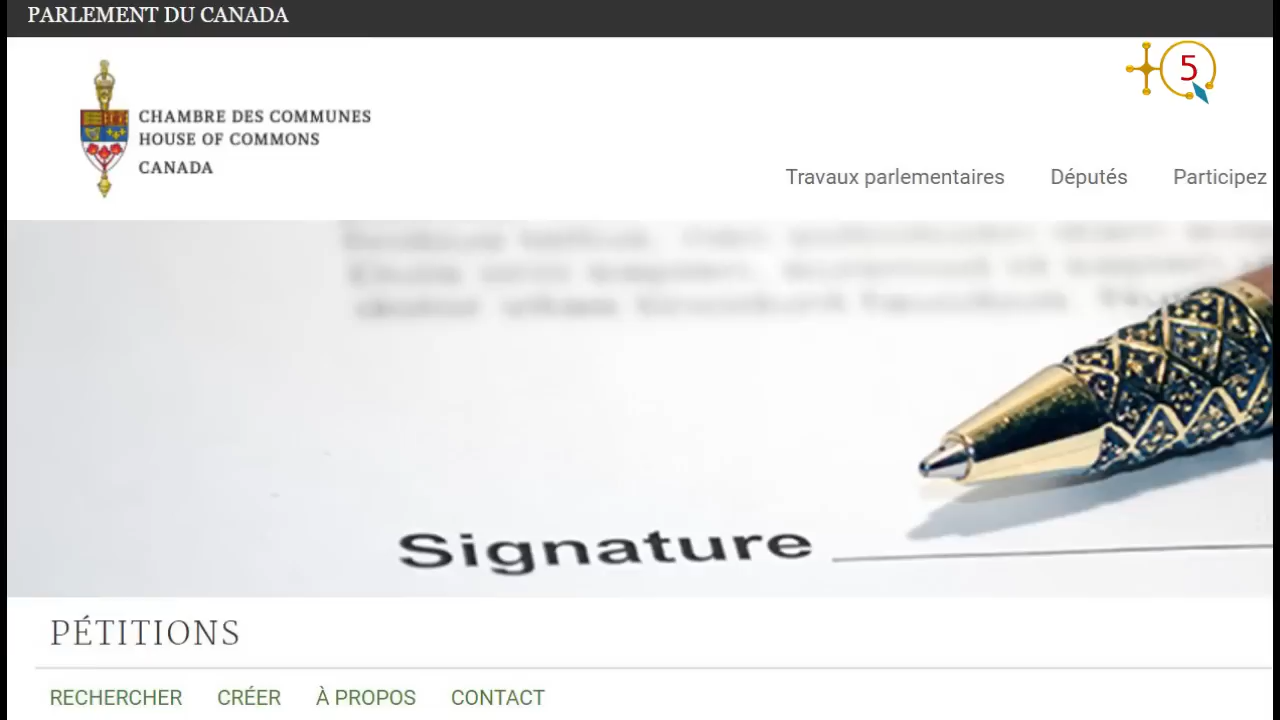 PARLEMENT DU CANADA
5
CHAMBRE DES COMMUNES
HOUSE OF COMMONS
CANADA
Travaux parlementaires Députés Participez
Signature
PÉTITIONS
RECHERCHER CRÉER À PROPOS CONTACT